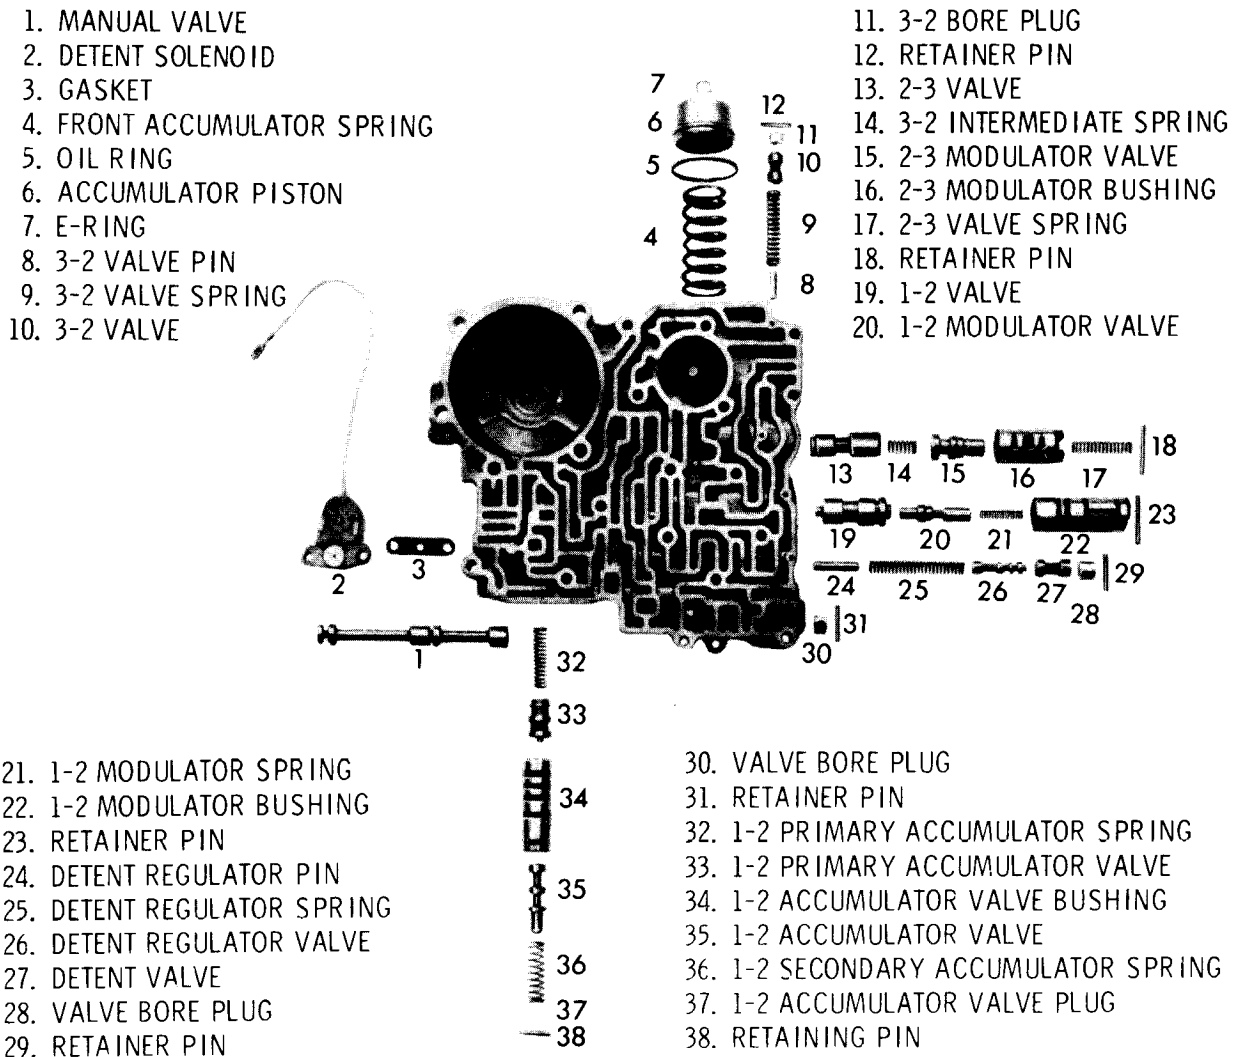 1. MANUAL VALVE
2. DETENT SOLENOID
3. GASKET
4. FRONT ACCUMULATOR SPRING
5. OIL RING
6. ACCUMULATOR PISTON
7. E-RING
8. 3-2 VALVE PIN
9. 3-2 VALVE SPRING
10. 3-2 VALVE
11. 3-2 BORE PLUG
12. RETAINER PIN
13. 2-3 VALVE
14. 3-2 INTERMEDIATE SPRING
15. 2-3 MODULATOR VALVE
16. 2-3 MODULATOR BUSHING
17. 2-3 VALVE SPRING
18. RETAINER PIN
19. 1-2 VALVE
20. 1-2 MODULATOR VALVE
7
12
6
11
5
10
4
9
8
18
13
14
15
16
17
23
19
20
21
22
2
3
24
25
26
27
29
28
31
30
1
32
33
34
35
36
37
38
21. 1-2 MODULATOR SPRING
22. 1-2 MODULATOR BUSHING
23. RETAINER PIN
24. DETENT REGULATOR PIN
25. DETENT REGULATOR SPRING
26. DETENT REGULATOR VALVE
27. DETENT VALVE
28. VALVE BORE PLUG
29. RETAINER PIN
30. VALVE BORE PLUG
31. RETAINER PIN
32. 1-2 PRIMARY ACCUMULATOR SPRING
33. 1-2 PRIMARY ACCUMULATOR VALVE
34. 1-2 ACCUMULATOR VALVE BUSHING
35. 1-2 ACCUMULATOR VALVE
36. 1-2 SECONDARY ACCUMULATOR SPRING
37. 1-2 ACCUMULATOR VALVE PLUG
38. RETAINING PIN